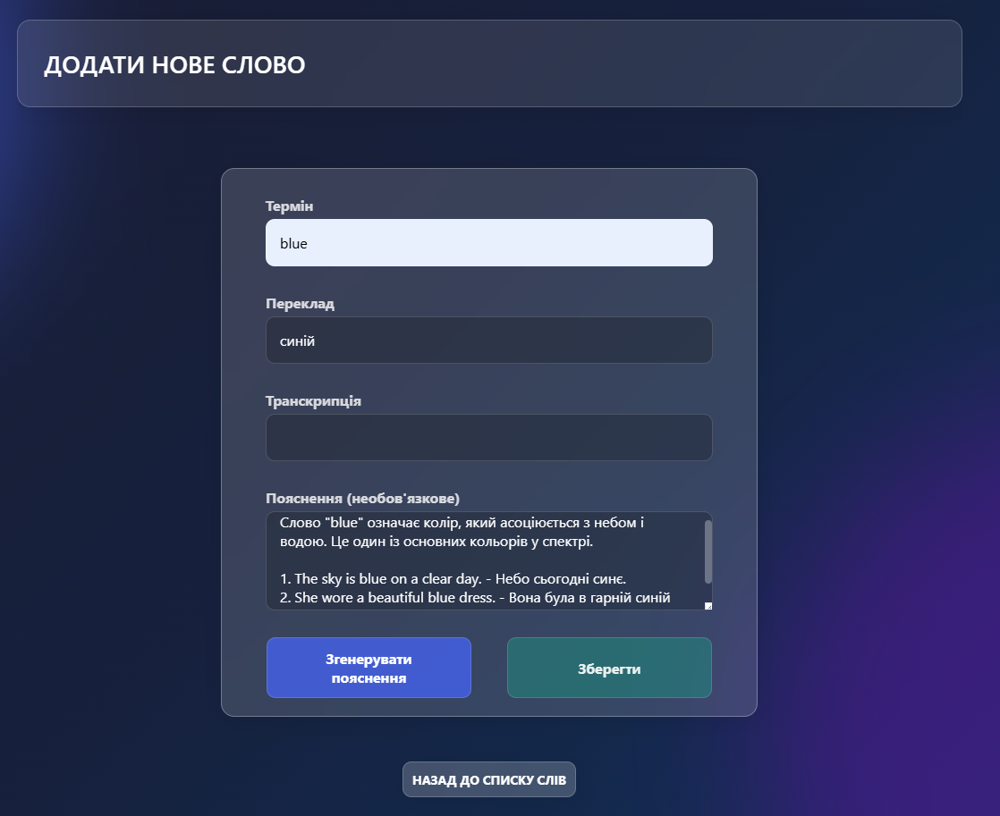 ДОДАТИ НОВЕ СЛОВО
Термін
blue
Переклад
синій
Транскрипція
Пояснення (необов'язкове)
Слово "blue" означає колір, який асоціюється з небом і
водою. Це один із основних кольорів у спектрі.
1. The sky is blue on a clear day. - Небо сьогодні синє.
2. She wore a beautiful blue dress. - Вона була в гарній синій
Згенерувати
пояснення
Зберегти
НАЗАД ДО СПИСКУ СЛІВ